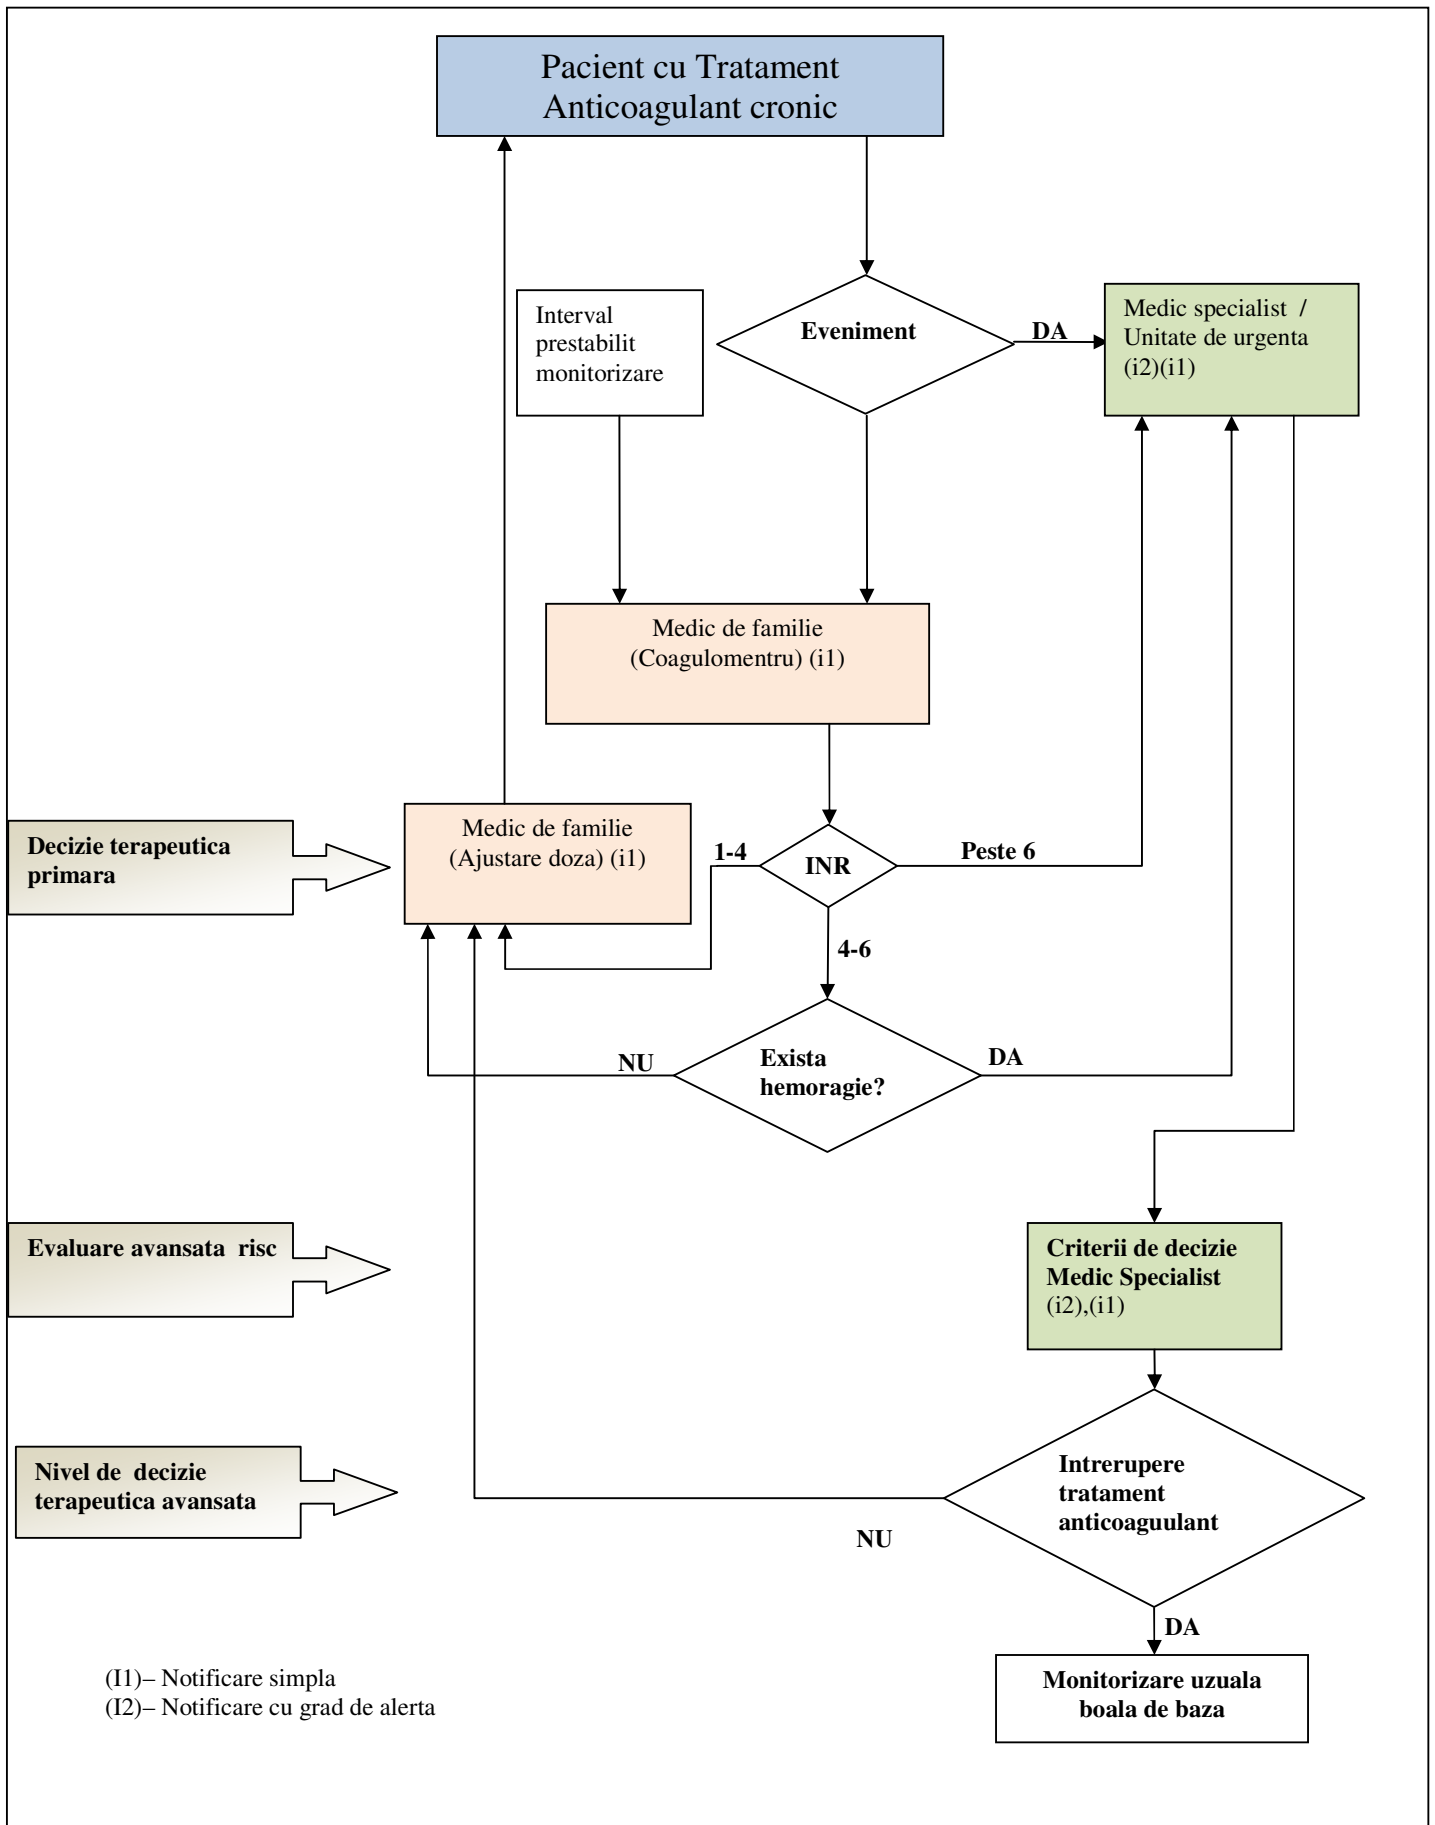 Pacient cu Tratament
Anticoagulant cronic
Interval
prestabilit
monitorizare
Eveniment
DA
Medic specialist /
Unitate de urgenta
(i2)(i1)
Medic de familie
(Coagulomentru) (i1)
Decizie terapeutica
primara
Medic de familie
(Ajustare doza) (i1)
1-4
INR
Peste 6
4-6
NU
Exista
hemoragie?
DA
Evaluare avansata risc
Criterii de decizie
Medic Specialist
(i2),(i1)
Nivel de decizie
terapeutica avansata
Intrerupere
tratament
anticoaguulant
NU
DA
(I1)– Notificare simpla
(I2)– Notificare cu grad de alerta
Monitorizare uzuala
boala de baza